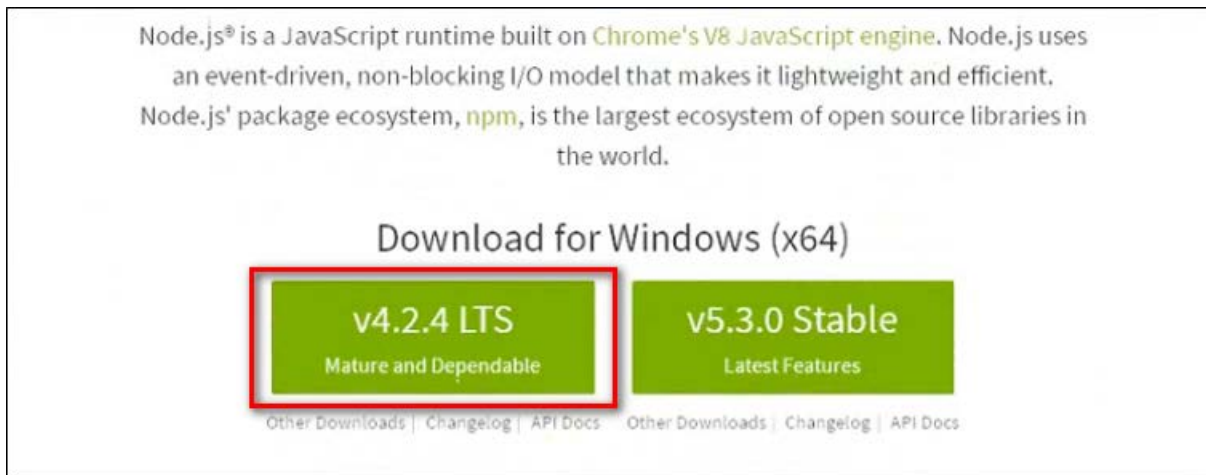 Node.js® is a JavaScript runtime built on Chrome's V8 JavaScript engine. Node.js uses
an event-driven, non-blocking I/O model that makes it lightweight and efficient.
Node.js' package ecosystem, npm, is the largest ecosystem of open source libraries in
the world.
Download for Windows (x64)
v4.2.4 LTS
Mature and Dependable
v5.3.0 Stable
Latest Features
Other Downloads | Changelog | API Docs
Other Downloads | Changelog | API Docs